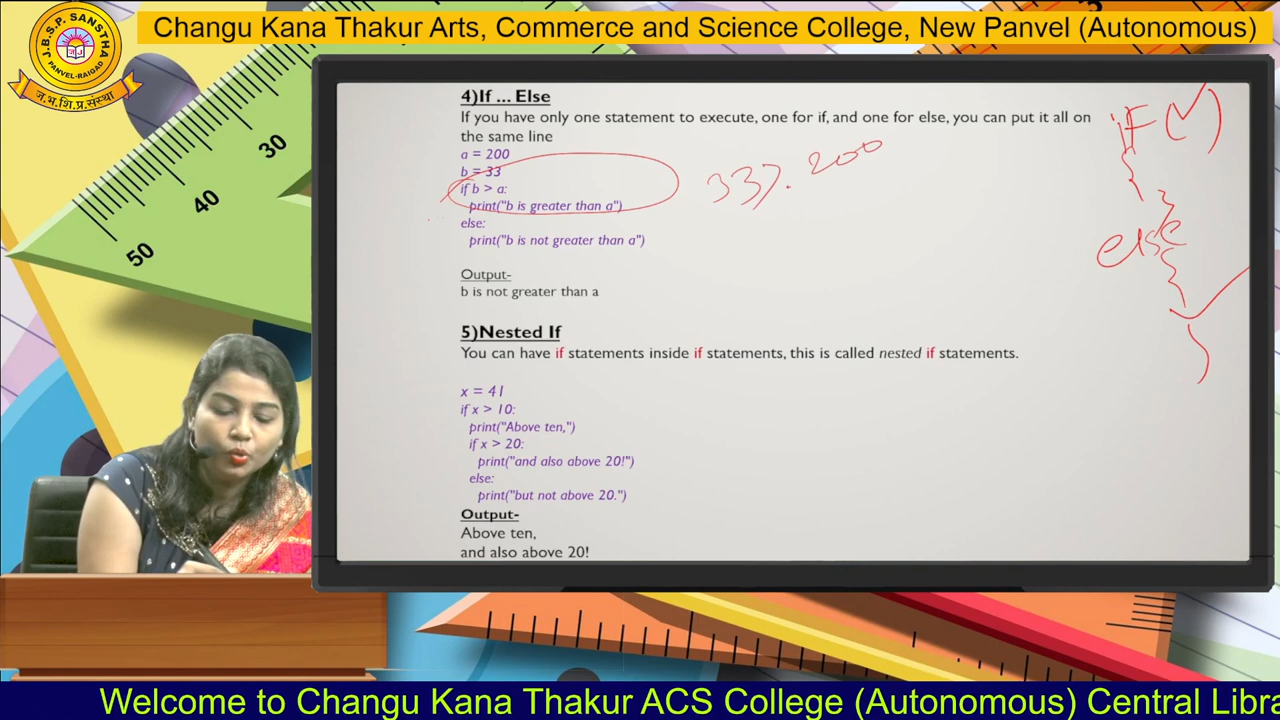 Changu Kana Thakur Arts, Commerce and Science College, New Panvel (Autonomous)
J.B.S.P. SANSTHA
PANVEL-RAIGAD
ज.भ.शि.प्र.संस्था
30
40
50
4)If ... Else
If you have only one statement to execute, one for if, and one for else, you can put it all on
the same line
a = 200
b = 33
if b > a:
print("b is greater than a")
else:
print("b is not greater than a")
Output-
b is not greater than a
33>. 200
if (✓)
{
}
else
{
}
5)Nested If
You can have if statements inside if statements, this is called nested if statements.
x = 41
if x > 10:
print("Above ten,")
if x > 20:
print("and also above 20!")
else:
print("but not above 20.")
Output-
Above ten,
and also above 20!
Welcome to Changu Kana Thakur ACS College (Autonomous) Central Libra